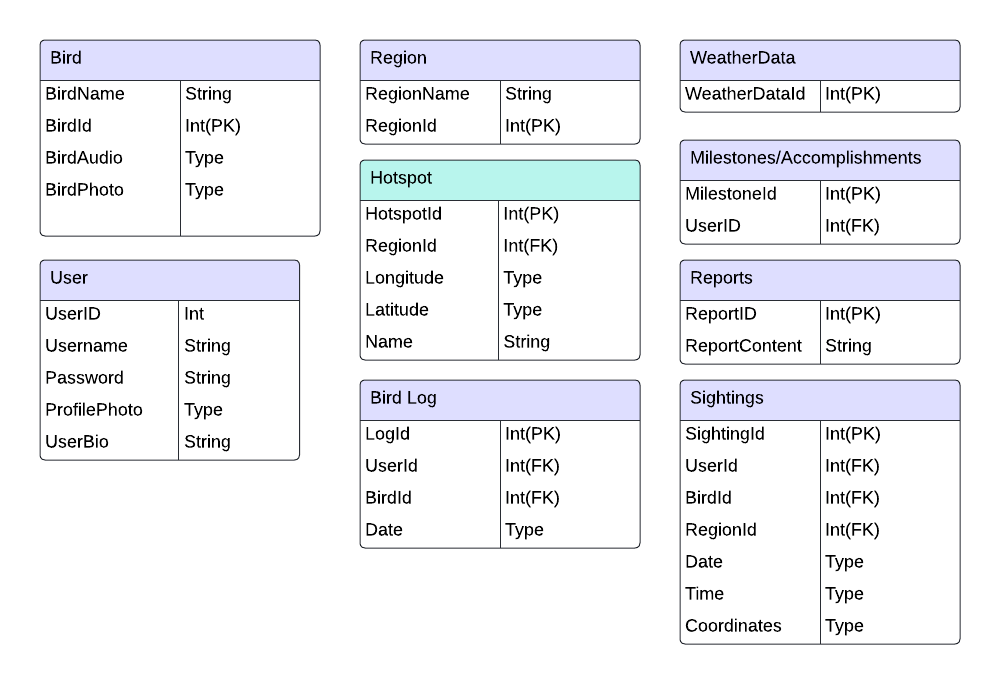 Bird
BirdName String
BirdId Int(PK)
BirdAudio Type
BirdPhoto Type
User
UserID Int
Username String
Password String
ProfilePhoto Type
UserBio String
Region
RegionName String
RegionId Int(PK)
Hotspot
HotspotId Int(PK)
RegionId Int(FK)
Longitude Type
Latitude Type
Name String
Bird Log
LogId Int(PK)
UserId Int(FK)
BirdId Int(FK)
Date Type
WeatherData
WeatherDataId Int(PK)
Milestones/Accomplishments
MilestoneId Int(PK)
UserID Int(FK)
Reports
ReportID Int(PK)
ReportContent String
Sightings
SightingId Int(PK)
UserId Int(FK)
BirdId Int(FK)
RegionId Int(FK)
Date Type
Time Type
Coordinates Type